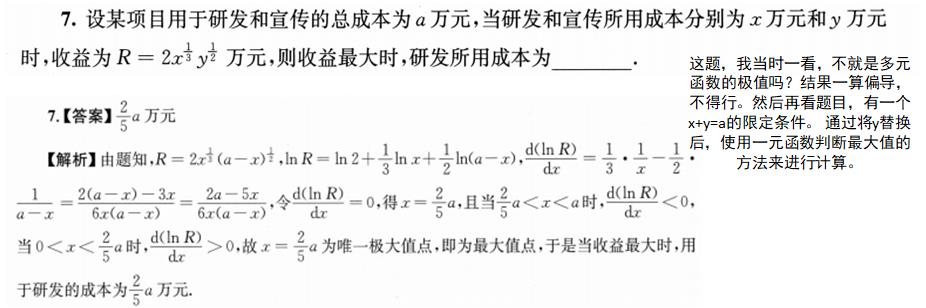 7. 设某项目用于研发和宣传的总成本为 a 万元,当研发和宣传所用成本分别为 x 万元和 y 万元
时,收益为 R = 2x^{\frac{1}{3}} y^{\frac{1}{2}} 万元,则收益最大时,研发所用成本为________.
7.【答案】\frac{2}{5}a 万元
【解析】由题知,R = 2x^{\frac{1}{3}}(a-x)^{\frac{1}{2}}, ln R = ln 2 + \frac{1}{3}ln x + \frac{1}{2}ln(a-x), \frac{d(ln R)}{dx} = \frac{1}{3}·\frac{1}{x} - \frac{1}{2}·
\frac{1}{a-x} = \frac{2(a-x)-3x}{6x(a-x)} = \frac{2a-5x}{6x(a-x)},令\frac{d(ln R)}{dx} = 0,得 x = \frac{2}{5}a,且当\frac{2}{5}a < x < a 时,\frac{d(ln R)}{dx} < 0,
当 0 < x < \frac{2}{5}a 时,\frac{d(ln R)}{dx} > 0,故 x = \frac{2}{5}a 为唯一极大值点,即为最大值点,于是当收益最大时,用
于研发的成本为\frac{2}{5}a 万元.
这题，我当时一看，不就是多元
函数的极值吗？结果一算偏导，
不得行。然后再看题目，有一个
x+y=a的限定条件。 通过将y替换
后，使用一元函数判断最大值的
方法来进行计算。